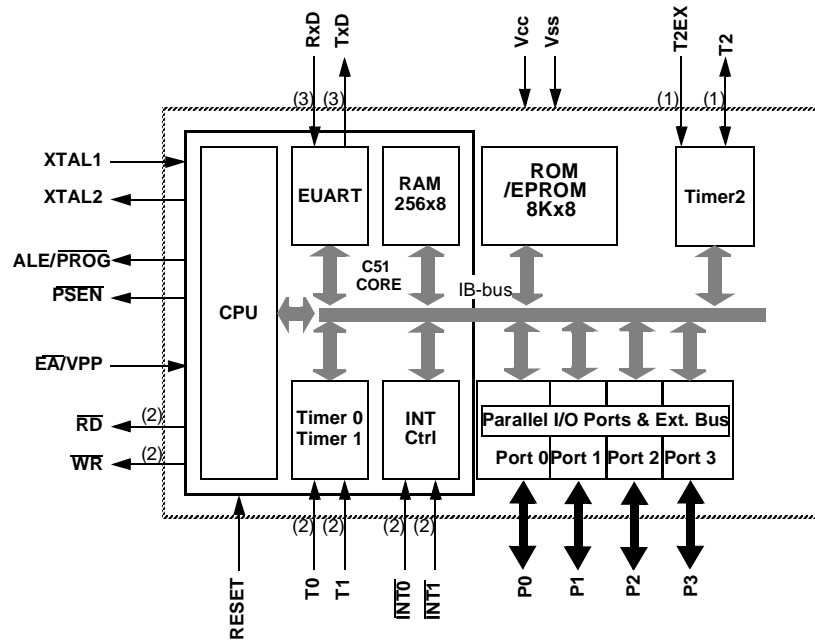 RxD
TxD
Vcc
Vss
T2EX
T2
(3) (3)
(1) (1)
XTAL1
XTAL2
ALE/PROG
PSEN
EA/VPP
RD
(2)
WR
(2)
CPU
EUART
RAM
256x8
ROM
/EPROM
8Kx8
Timer2
C51
CORE
IB-bus
Timer 0
Timer 1
INT
Ctrl
Parallel I/O Ports & Ext. Bus
Port 0
Port 1
Port 2
Port 3
(2) (2)
(2) (2)
RESET
T0
T1
INT0
INT1
P0
P1
P2
P3